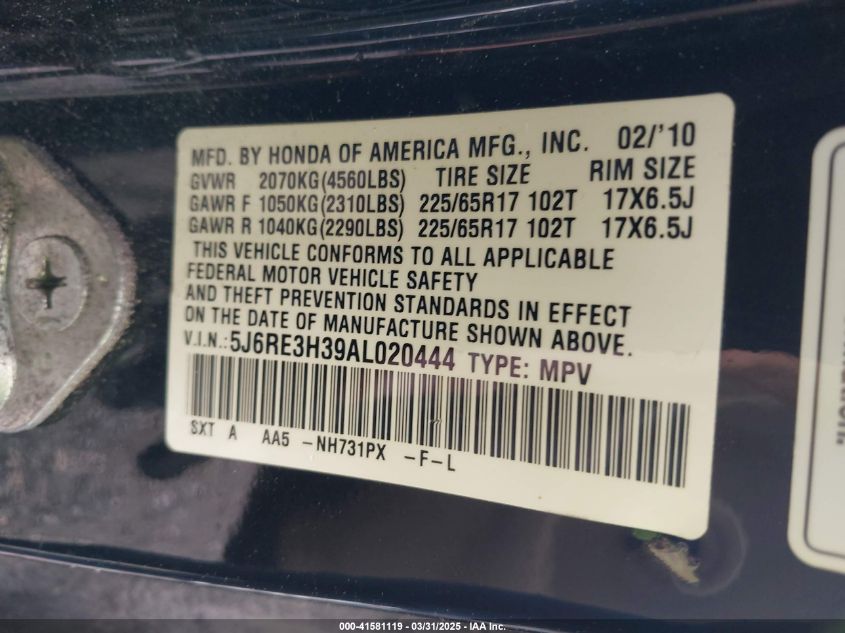 MFD. BY HONDA OF AMERICA MFG., INC. 02/'10
GVWR 2070KG(4560LBS) TIRE SIZE RIM SIZE
GAWR F 1050KG(2310LBS) 225/65R17 102T 17X6.5J
GAWR R 1040KG(2290LBS) 225/65R17 102T 17X6.5J
THIS VEHICLE CONFORMS TO ALL APPLICABLE
FEDERAL MOTOR VEHICLE SAFETY
AND THEFT PREVENTION STANDARDS IN EFFECT
ON THE DATE OF MANUFACTURE SHOWN ABOVE.
V.I.N.:5J6RE3H39AL020444 TYPE: MPV
SXT A AA5 -NH731PX -F-L
000-41581119 - 03/31/2025 - IAA Inc.